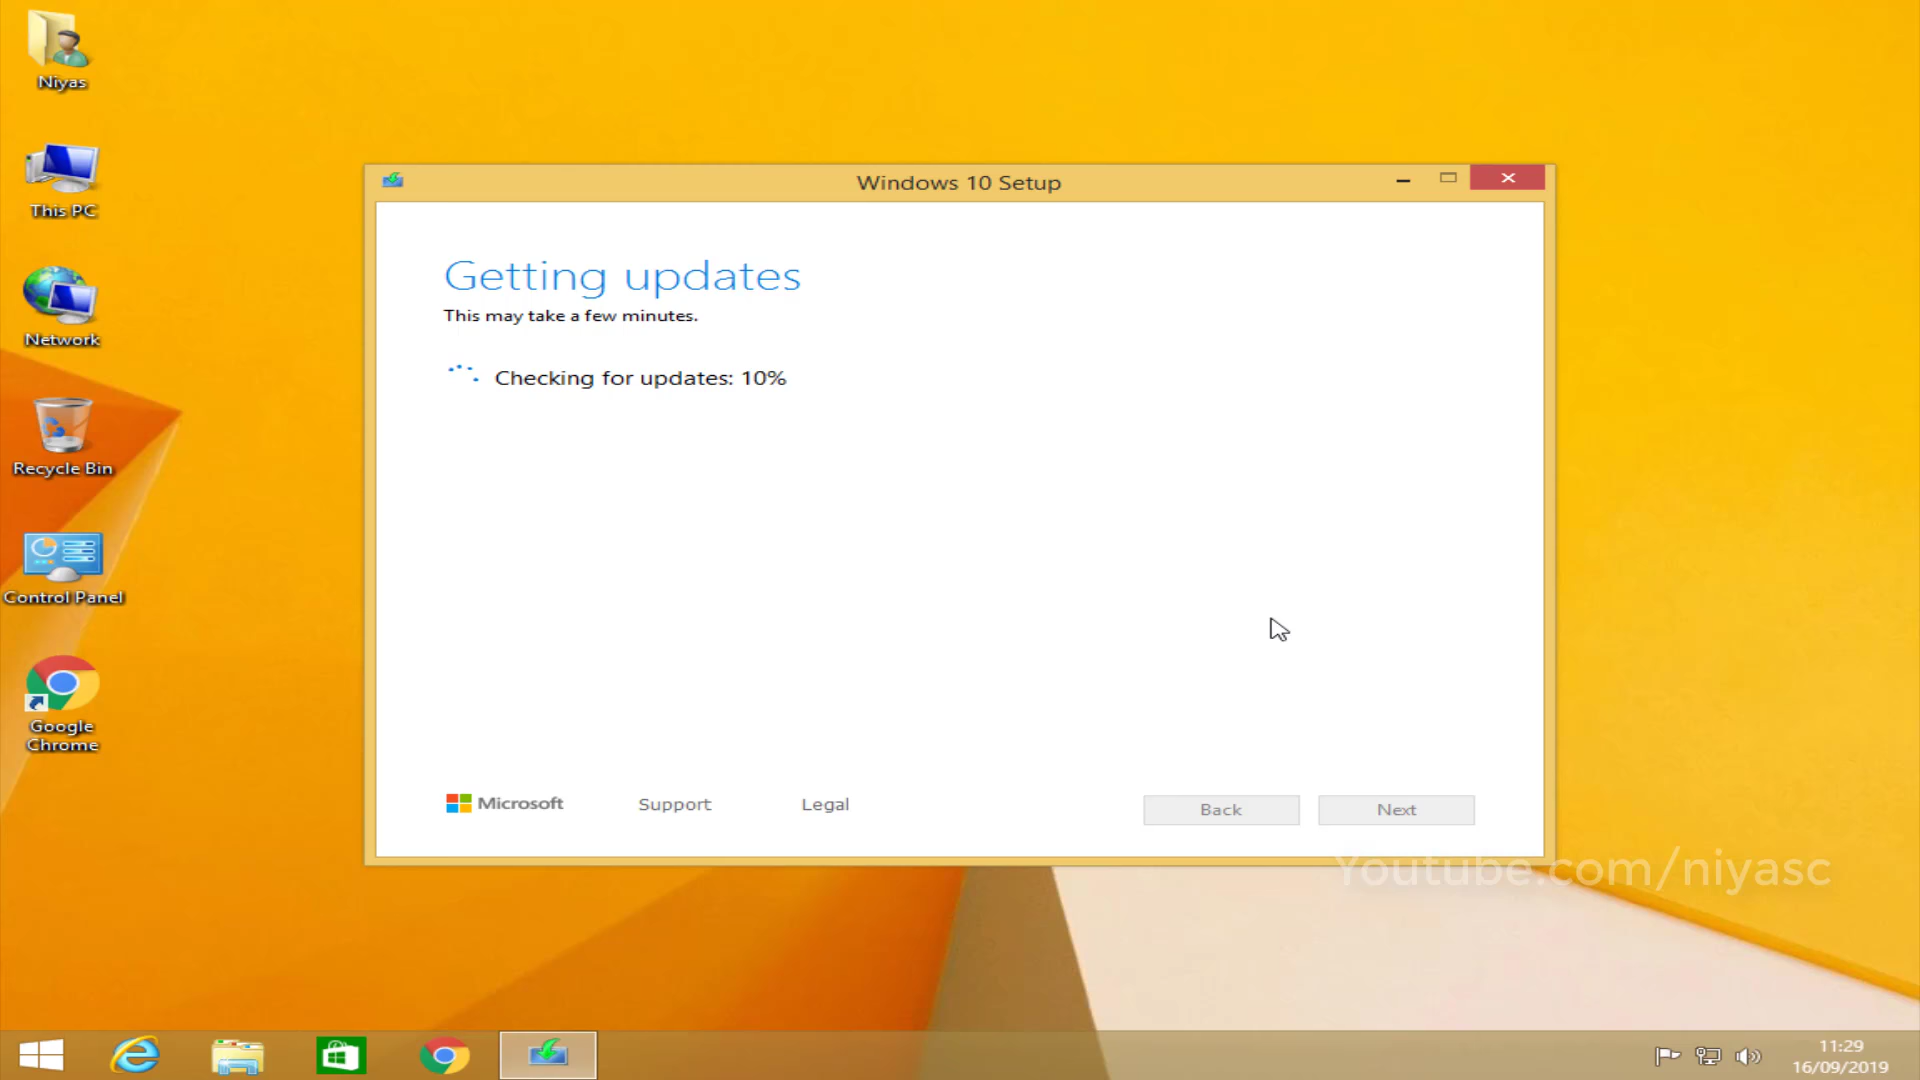 Niyas
This PC
Network
Recycle Bin
Control Panel
Google
Chrome
Windows 10 Setup
Getting updates
This may take a few minutes.
Checking for updates: 10%
Microsoft
Support
Legal
Back
Next
Youtube.com/niyasc
11:29
16/09/2019